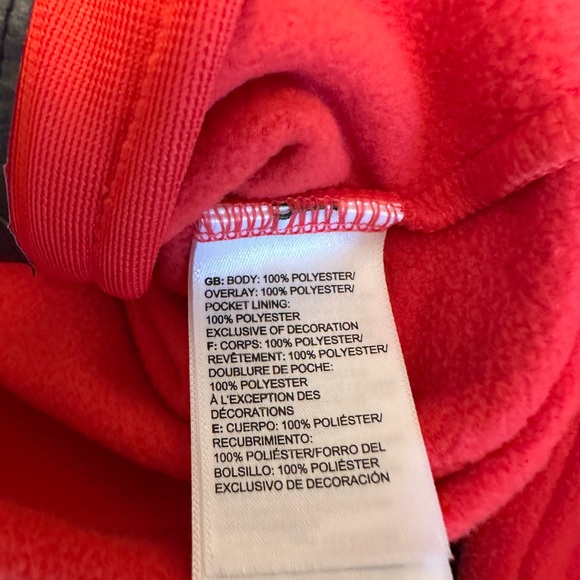 GB: BODY: 100% POLYESTER/
OVERLAY: 100% POLYESTER/
POCKET LINING:
100% POLYESTER
EXCLUSIVE OF DECORATION
F: CORPS: 100% POLYESTER/
REVÊTEMENT: 100% POLYESTER/
DOUBLURE DE POCHE:
100% POLYESTER
À L'EXCEPTION DES
DÉCORATIONS
E: CUERPO: 100% POLIÉSTER/
RECUBRIMIENTO:
100% POLIÉSTER/FORRO DEL
BOLSILLO: 100% POLIÉSTER
EXCLUSIVO DE DECORACIÓN